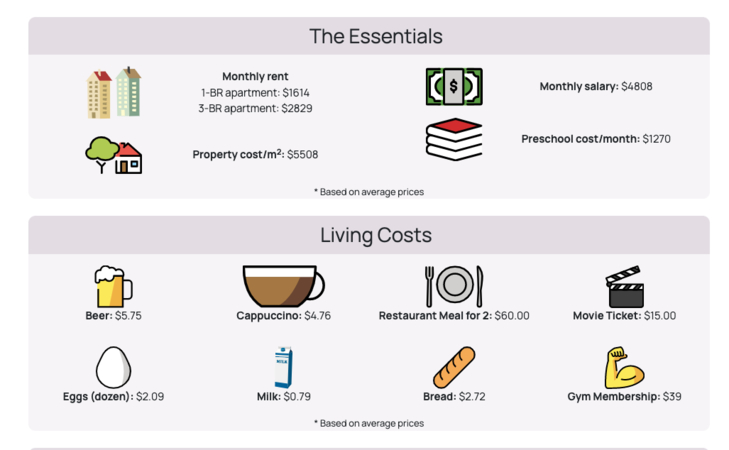 The Essentials
Monthly rent
1-BR apartment: $1614
3-BR apartment: $2829
Property cost/m²: $5508
$
Monthly salary: $4808
Preschool cost/month: $1270
* Based on average prices
Living Costs
Beer: $5.75
Cappuccino: $4.76
Restaurant Meal for 2: $60.00
Movie Ticket: $15.00
MILK
Eggs (dozen): $2.09
Milk: $0.79
Bread: $2.72
Gym Membership: $39
* Based on average prices